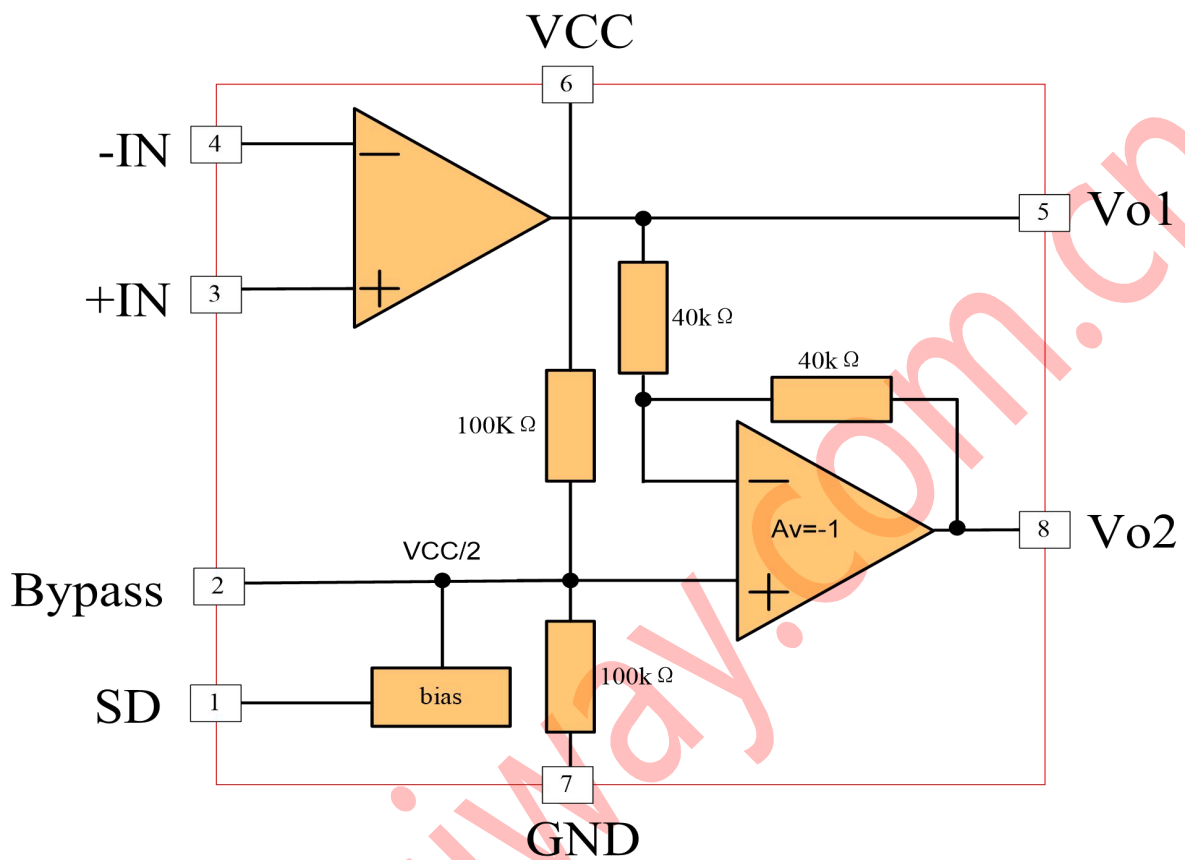 VCC
6
-IN
4
+IN
3
5
Vo1
40k Ω
40k Ω
100K Ω
Av=-1
8
Vo2
VCC/2
Bypass
2
bias
100k Ω
SD
1
7
GND
way.com.cn